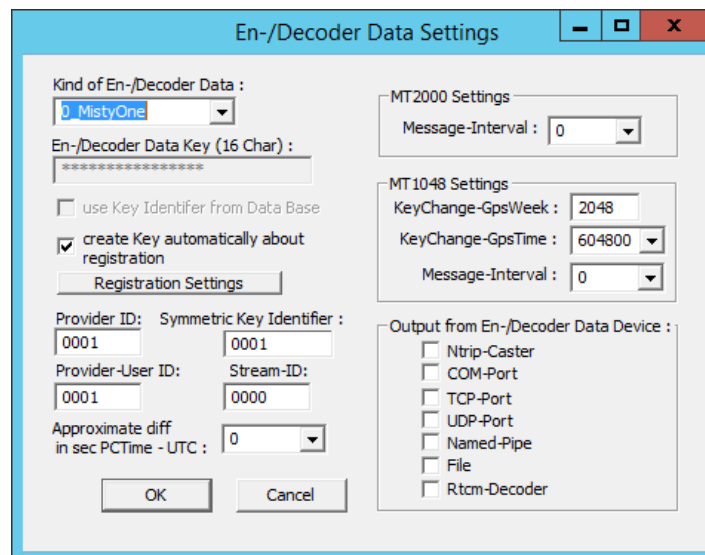 En-/Decoder Data Settings
Kind of En-/Decoder Data :
0_MistyOne
En-/Decoder Data Key (16 Char) :
****************
use Key Identifer from Data Base
create Key automatically about
registration
Registration Settings
Provider ID: Symmetric Key Identifier :
0001 0001
Provider-User ID: Stream-ID:
0001 0000
Approximate diff
in sec PCTime - UTC : 0
OK Cancel
MT2000 Settings
Message-Interval : 0
MT1048 Settings
KeyChange-GpsWeek : 2048
KeyChange-GpsTime : 604800
Message-Interval : 0
Output from En-/Decoder Data Device :
Ntrip-Caster
COM-Port
TCP-Port
UDP-Port
Named-Pipe
File
Rtcm-Decoder